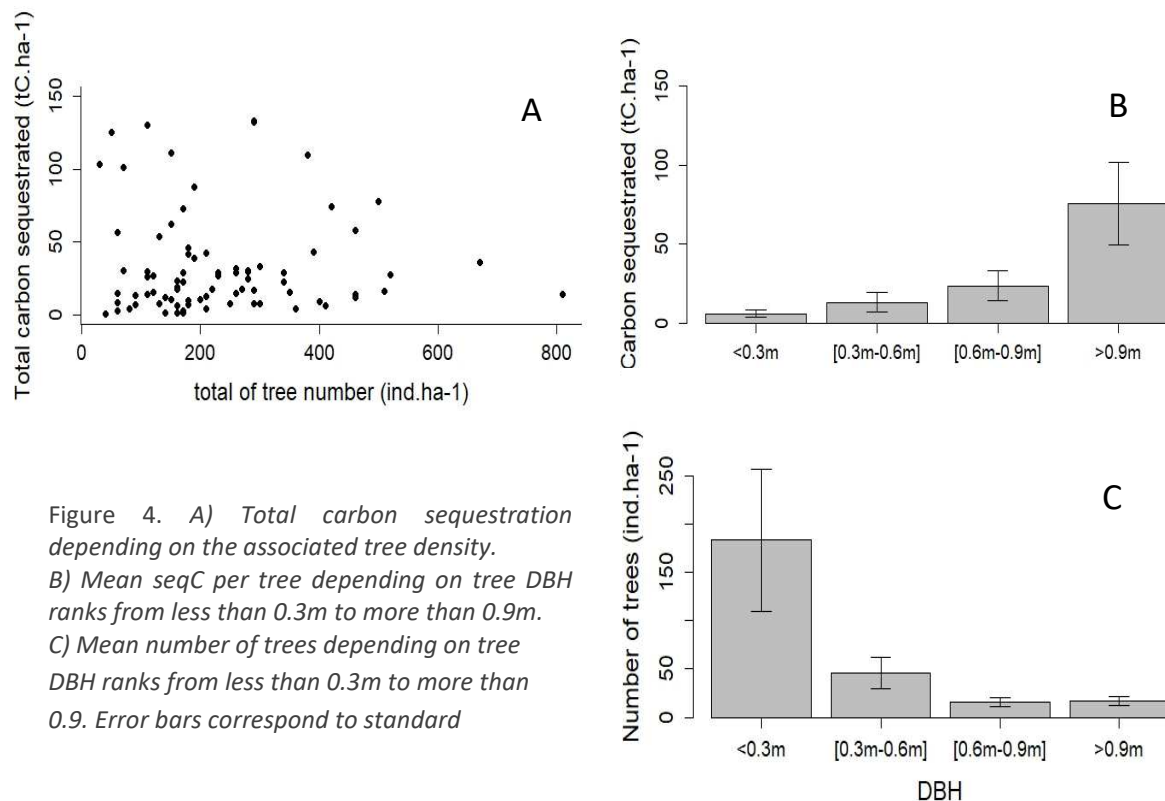 A
Total carbon sequestrated (tC.ha-1)
150
100
50
0
0 200 400 600 800
total of tree number (ind.ha-1)
B
Carbon sequestrated (tC.ha-1)
150
100
50
0
<0.3m [0.3m-0.6m] [0.6m-0.9m] >0.9m
C
Number of trees (ind.ha-1)
250
150
50
0
<0.3m [0.3m-0.6m] [0.6m-0.9m] >0.9m
DBH
Figure 4. A) Total carbon sequestration
depending on the associated tree density.
B) Mean seqC per tree depending on tree DBH
ranks from less than 0.3m to more than 0.9m.
C) Mean number of trees depending on tree
DBH ranks from less than 0.3m to more than
0.9. Error bars correspond to standard